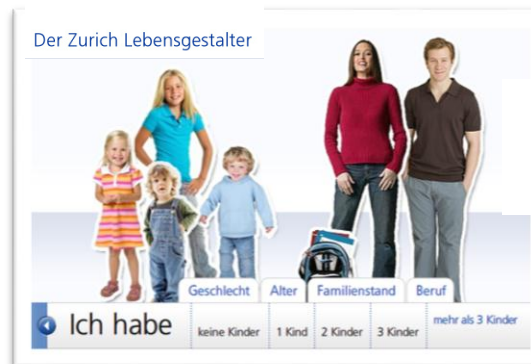 Der Zurich Lebensgestalter
Geschlecht Alter Familienstand Beruf
Ich habe keine Kinder 1 Kind 2 Kinder 3 Kinder mehr als 3 Kinder